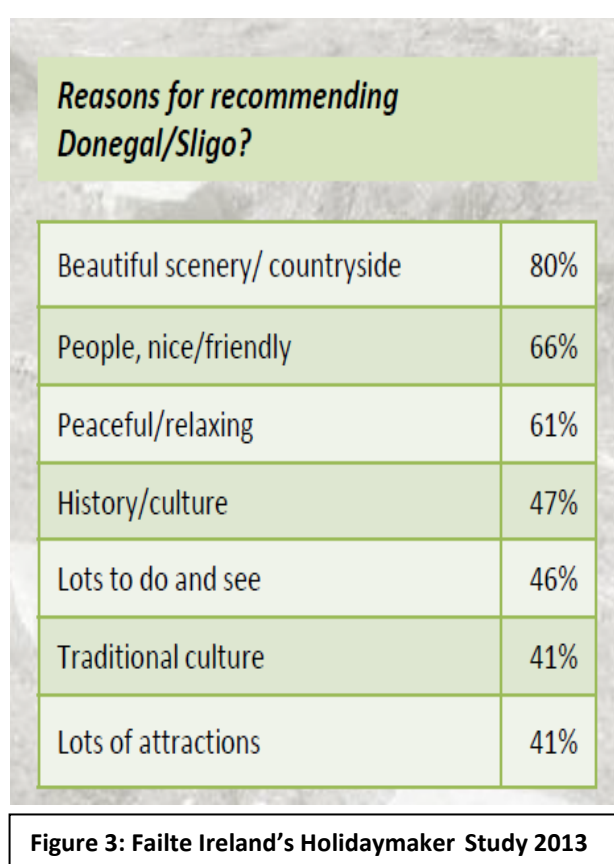 Reasons for recommending
Donegal/Sligo?
Beautiful scenery/ countryside 80%
People, nice/friendly 66%
Peaceful/relaxing 61%
History/culture 47%
Lots to do and see 46%
Traditional culture 41%
Lots of attractions 41%
Figure 3: Failte Ireland's Holidaymaker Study 2013